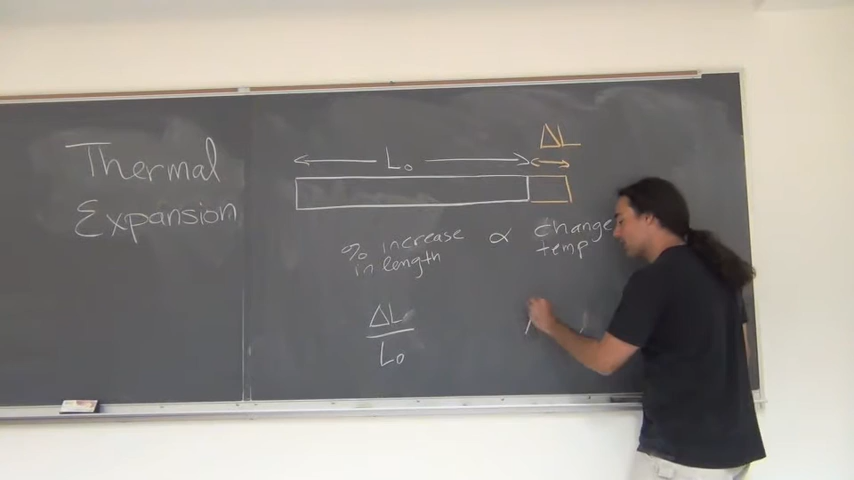 Thermal
Expansion
L₀
ΔL
% increase
in length
∝
change
temp
ΔL
L₀